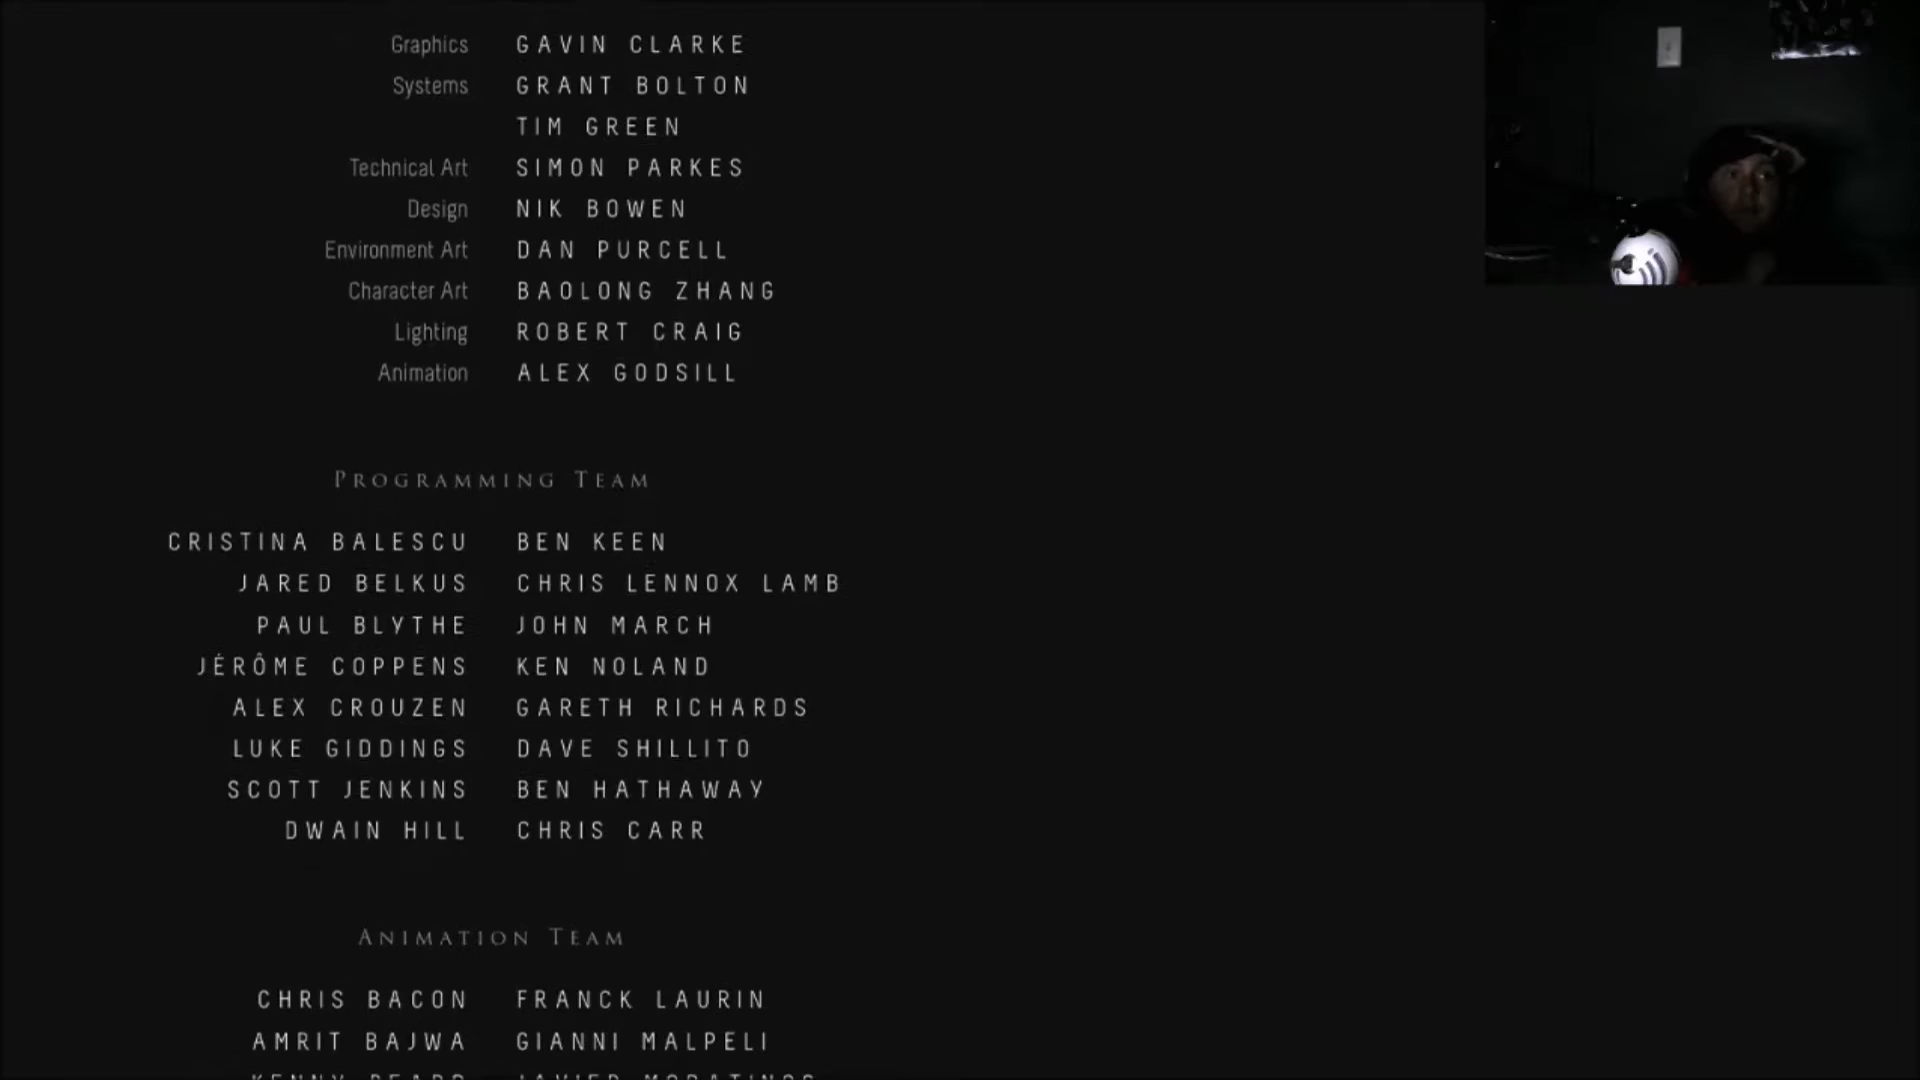 Graphics GAVIN CLARKE
Systems GRANT BOLTON
TIM GREEN
Technical Art SIMON PARKES
Design NIK BOWEN
Environment Art DAN PURCELL
Character Art BAOLONG ZHANG
Lighting ROBERT CRAIG
Animation ALEX GODSILL
PROGRAMMING TEAM
CRISTINA BALESCU BEN KEEN
JARED BELKUS CHRIS LENNOX LAMB
PAUL BLYTHE JOHN MARCH
JÉRÔME COPPENS KEN NOLAND
ALEX CROUZEN GARETH RICHARDS
LUKE GIDDINGS DAVE SHILLITO
SCOTT JENKINS BEN HATHAWAY
DWAIN HILL CHRIS CARR
ANIMATION TEAM
CHRIS BACON FRANCK LAURIN
AMRIT BAJWA GIANNI MALPELI